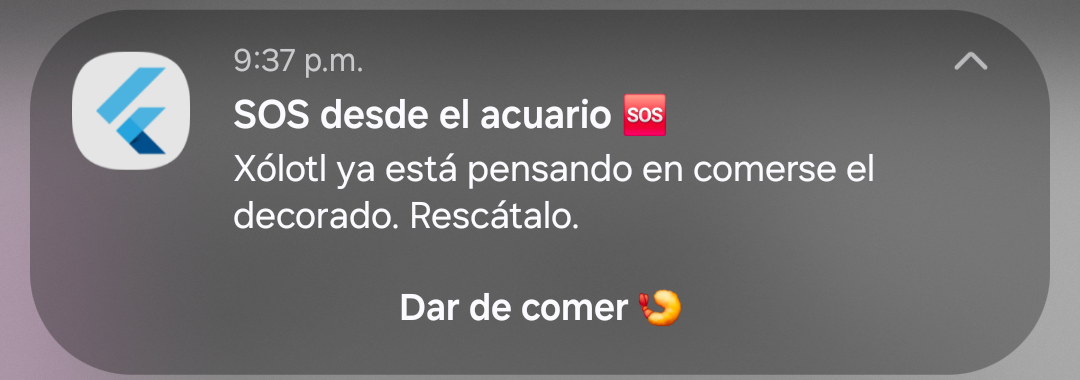 9:37 p.m.
SOS desde el acuario 🆘
Xólotl ya está pensando en comerse el
decorado. Rescátalo.
Dar de comer 🍤